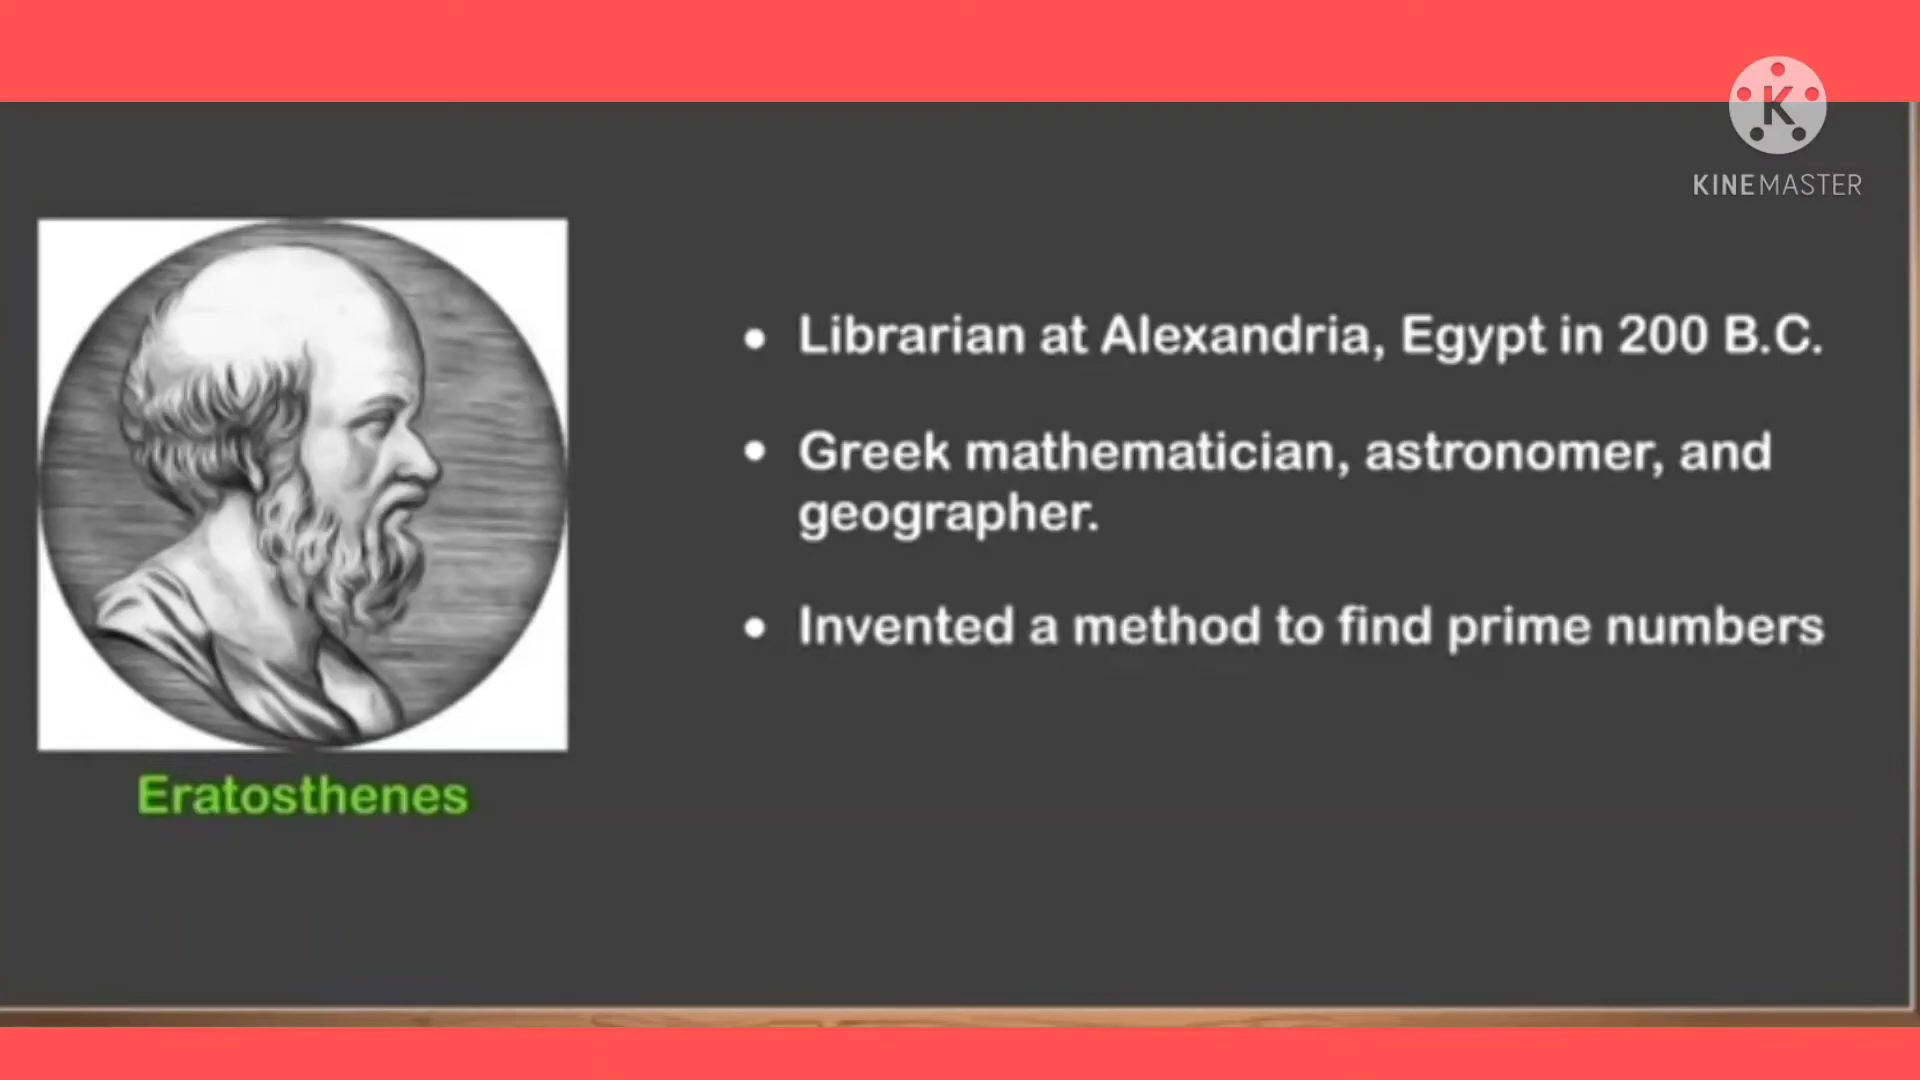 K
KINEMASTER
• Librarian at Alexandria, Egypt in 200 B.C.
• Greek mathematician, astronomer, and
geographer.
• Invented a method to find prime numbers
Eratosthenes